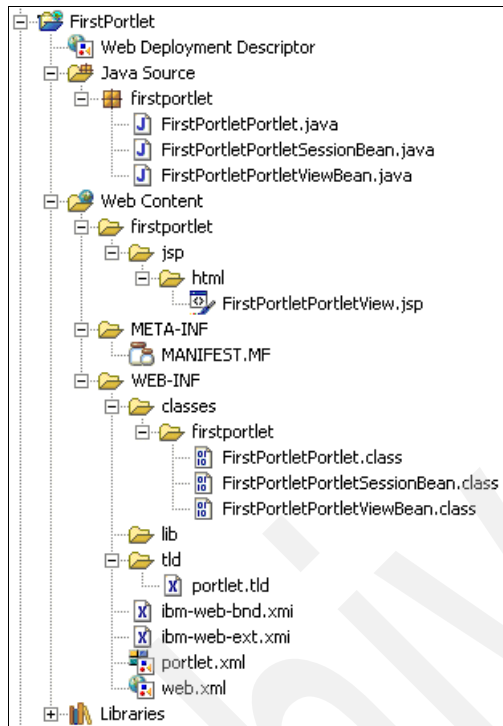 FirstPortlet
Web Deployment Descriptor
Java Source
firstportlet
FirstPortletPortlet.java
FirstPortletPortletSessionBean.java
FirstPortletPortletViewBean.java
Web Content
firstportlet
jsp
html
FirstPortletPortletView.jsp
META-INF
MANIFEST.MF
WEB-INF
classes
firstportlet
FirstPortletPortlet.class
FirstPortletPortletSessionBean.class
FirstPortletPortletViewBean.class
lib
tld
portlet.tld
ibm-web-bnd.xmi
ibm-web-ext.xmi
portlet.xml
web.xml
Libraries